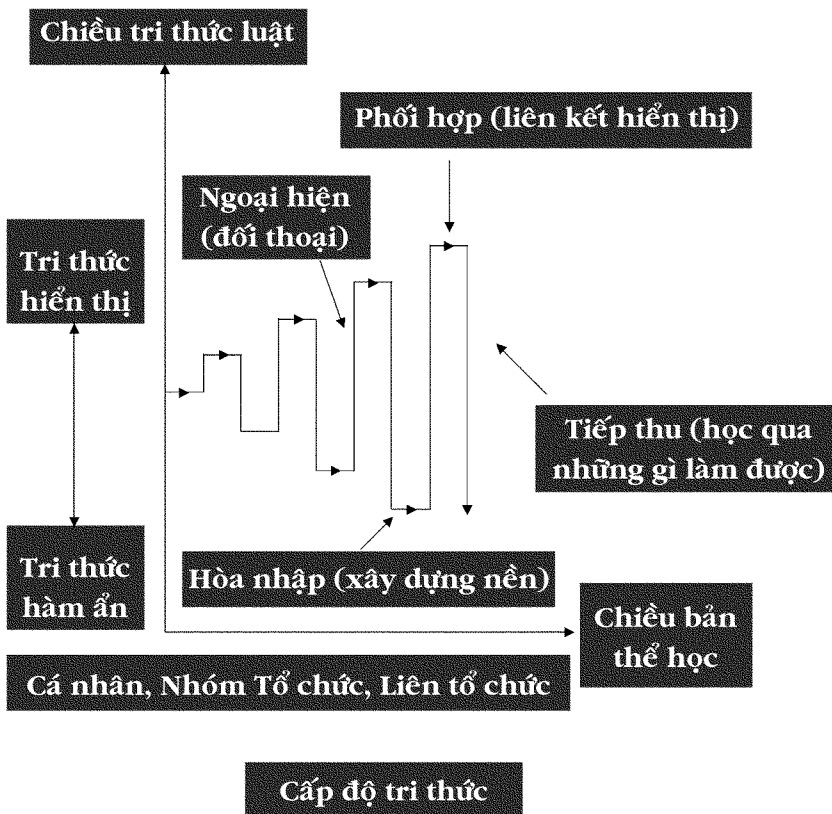 Chiều tri thức luật
Phối hợp (liên kết hiển thị)
Ngoại hiện
(đối thoại)
Tri thức
hiển thị
Tiếp thu (học qua
những gì làm được)
Tri thức
hàm ẩn
Hòa nhập (xây dựng nền)
Chiều bản
thể học
Cá nhân, Nhóm Tổ chức, Liên tổ chức
Cấp độ tri thức